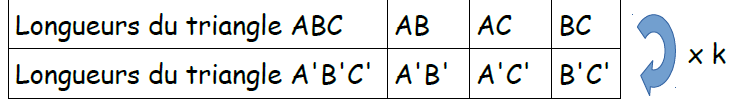 Longueurs du triangle ABC AB AC BC
Longueurs du triangle A'B'C' A'B' A'C' B'C'
x k